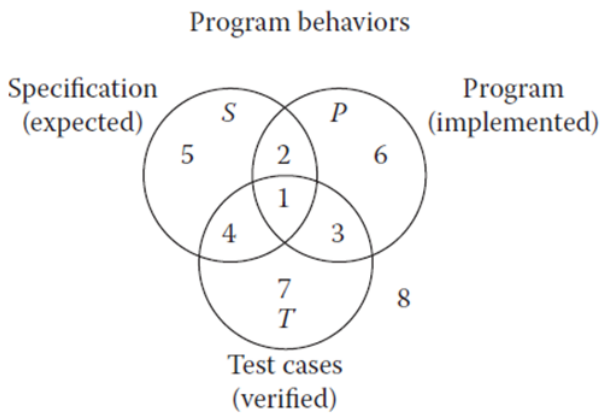 Program behaviors
Specification
(expected)
Program
(implemented)
S
P
5
2
6
1
4
3
7
8
T
Test cases
(verified)